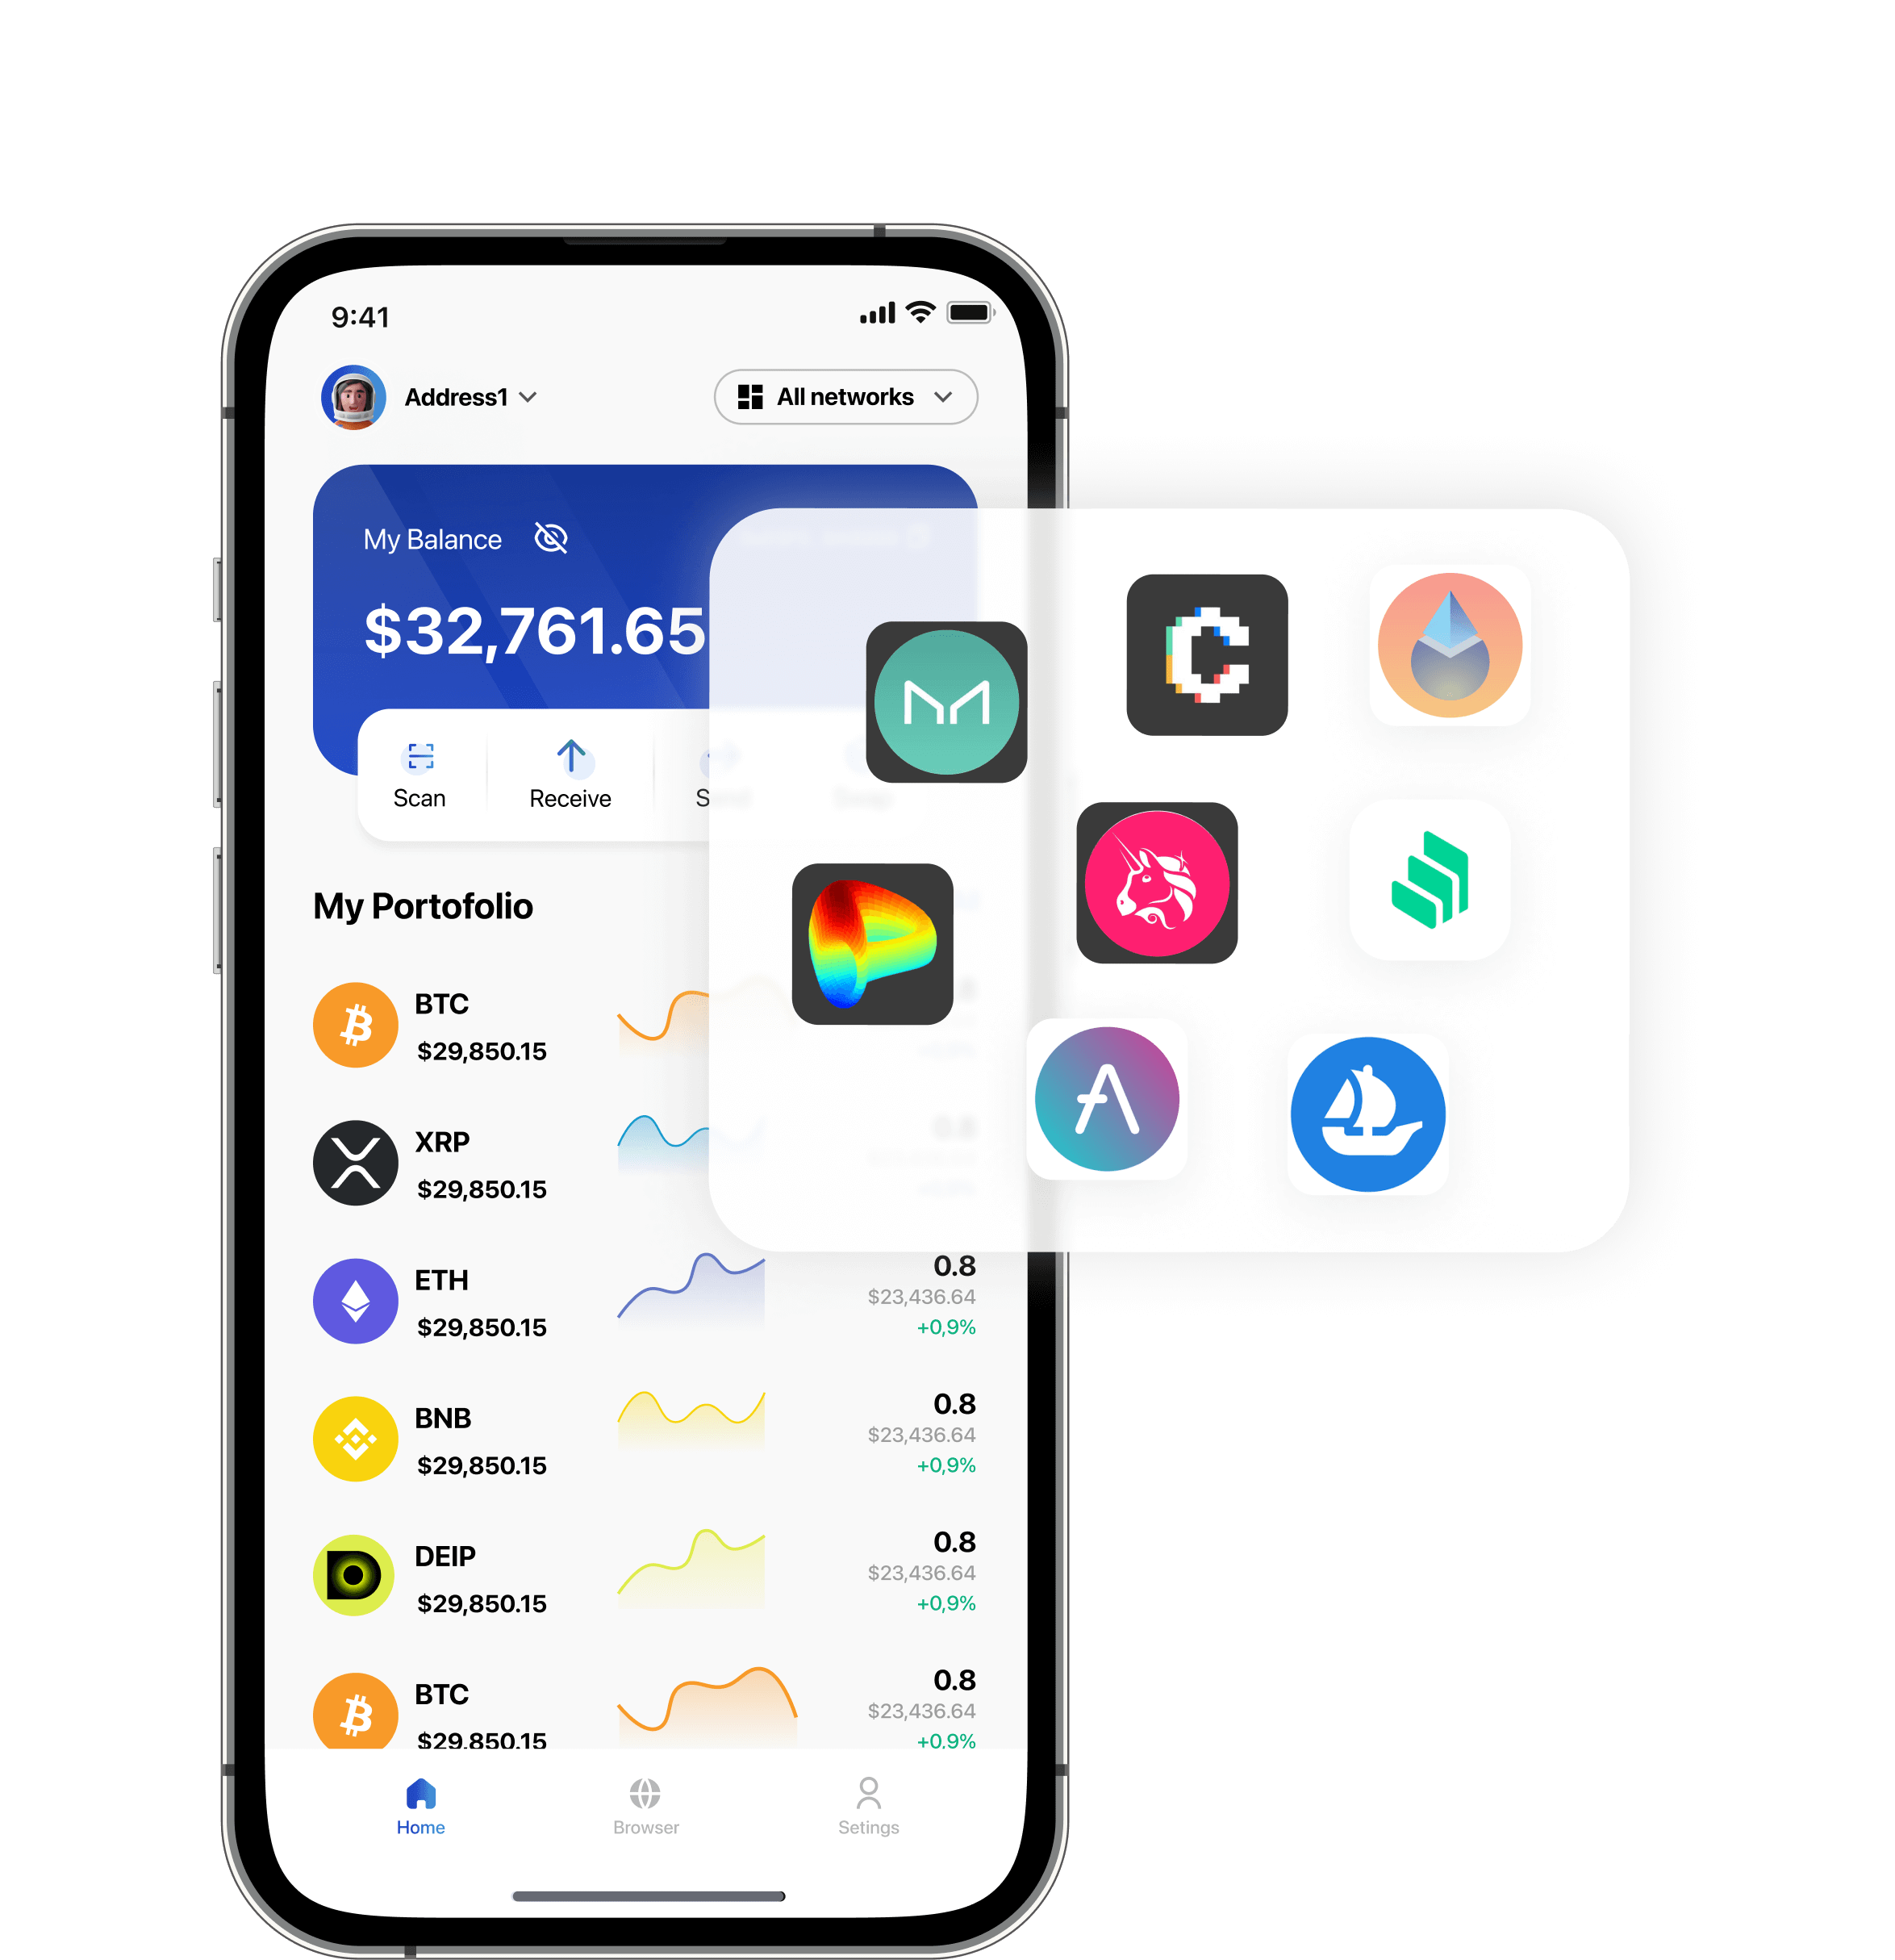 9:41
Address1
All networks
My Balance
$32,761.65
Scan
Receive
My Portofolio
BTC
$29,850.15
XRP
$29,850.15
ETH
$29,850.15
0.8
$23,436.64
+0,9%
BNB
$29,850.15
0.8
$23,436.64
+0,9%
DEIP
$29,850.15
0.8
$23,436.64
+0,9%
BTC
$29,850.15
0.8
$23,436.64
+0,9%
Home
Browser
Setings